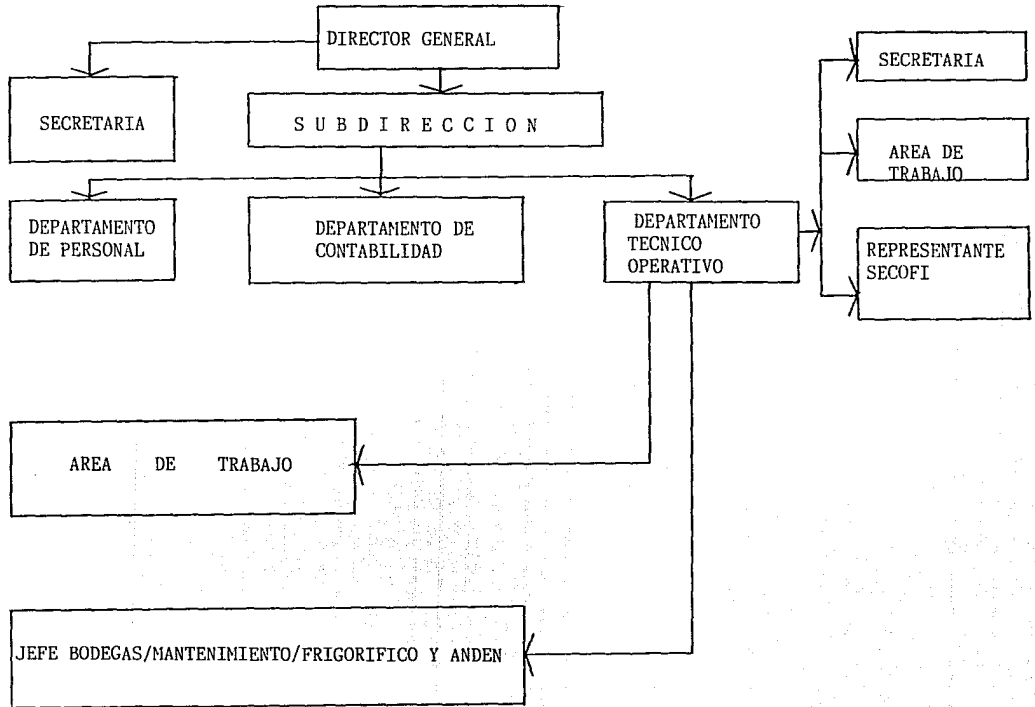 DIRECTOR GENERAL
SECRETARIA
SECRETARIA
S U B D I R E C C I O N
AREA DE
TRABAJO
DEPARTAMENTO
DE PERSONAL
DEPARTAMENTO DE
CONTABILIDAD
DEPARTAMENTO
TECNICO
OPERATIVO
REPRESENTANTE
SECOFI
AREA DE TRABAJO
JEFE BODEGAS/MANTENIMIENTO/FRIGORIFICO Y ANDEN